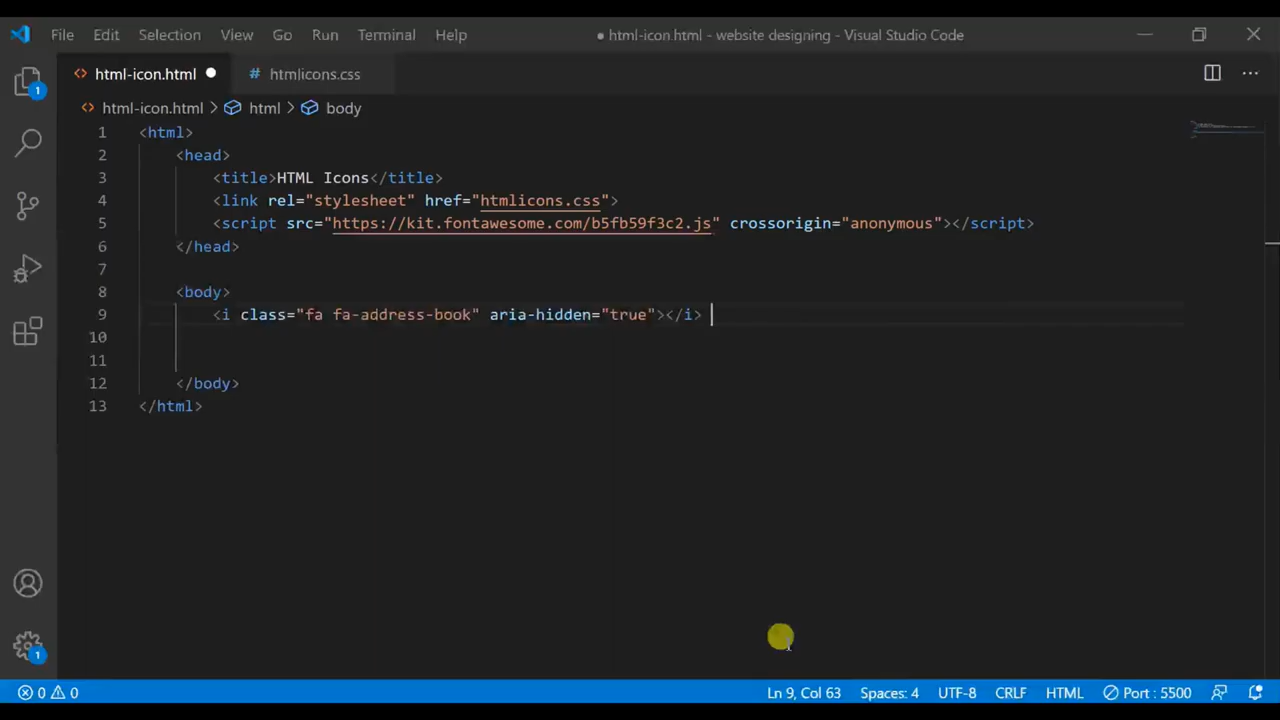 File Edit Selection View Go Run Terminal Help ● html-icon.html - website designing - Visual Studio Code
<> html-icon.html ● # htmlicons.css ···
<> html-icon.html > html > body
1 <html>
2 <head>
3 <title>HTML Icons</title>
4 <link rel="stylesheet" href="htmlicons.css">
5 <script src="https://kit.fontawesome.com/b5fb59f3c2.js" crossorigin="anonymous"></script>
6 </head>
7
8 <body>
9 <i class="fa fa-address-book" aria-hidden="true"></i>
10
11
12 </body>
13 </html>
1
1
0 0 Ln 9, Col 63 Spaces: 4 UTF-8 CRLF HTML Port : 5500